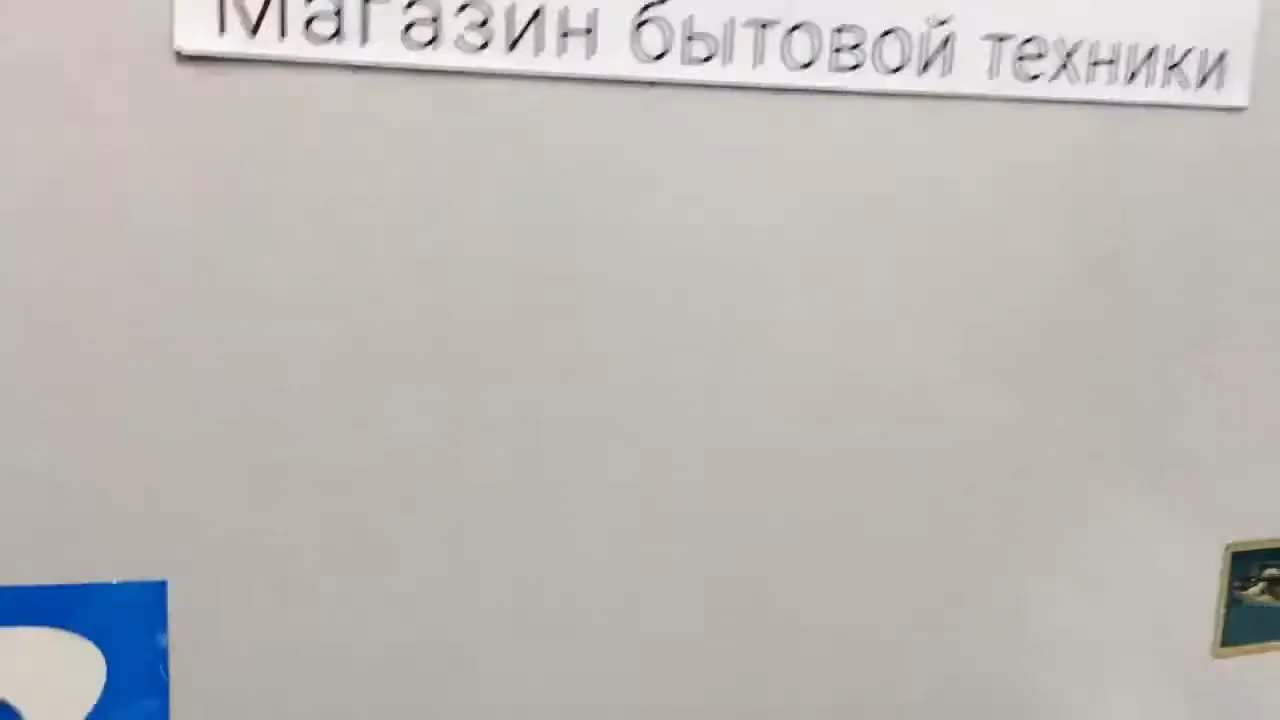 Магазин бытовой техники